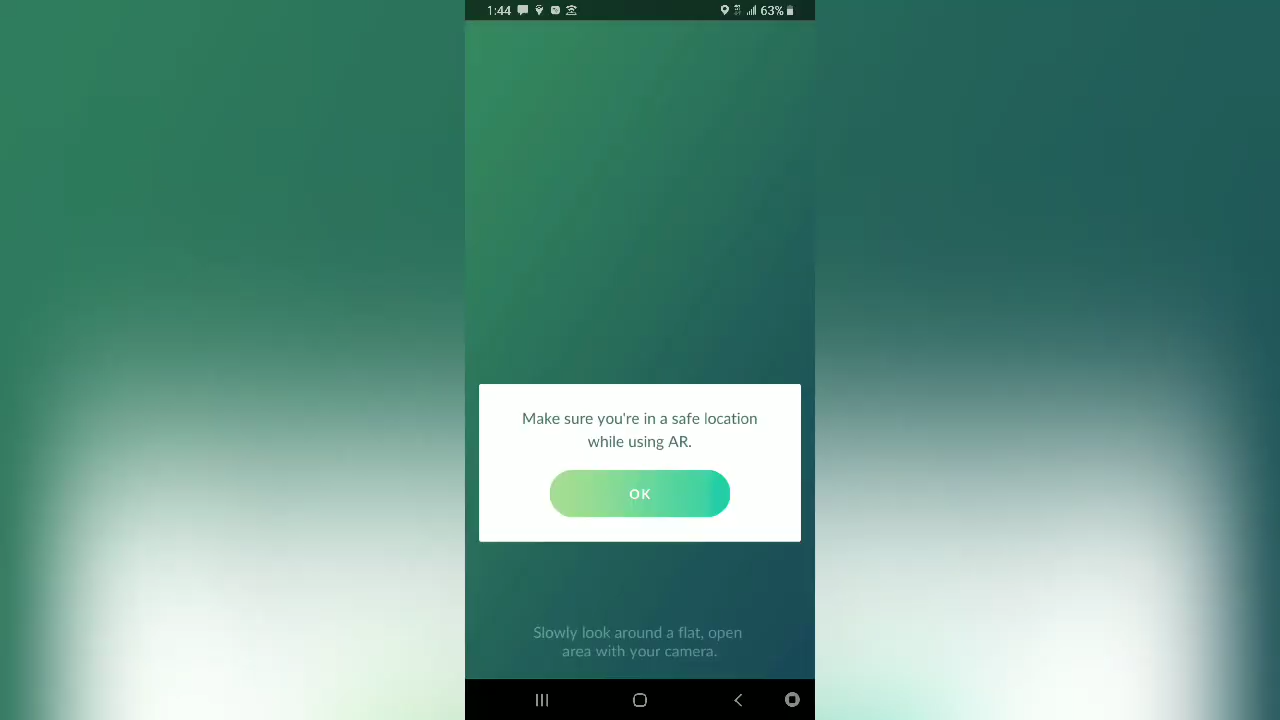 1:44
63%
Make sure you're in a safe location
while using AR.
OK
Slowly look around a flat, open
area with your camera.